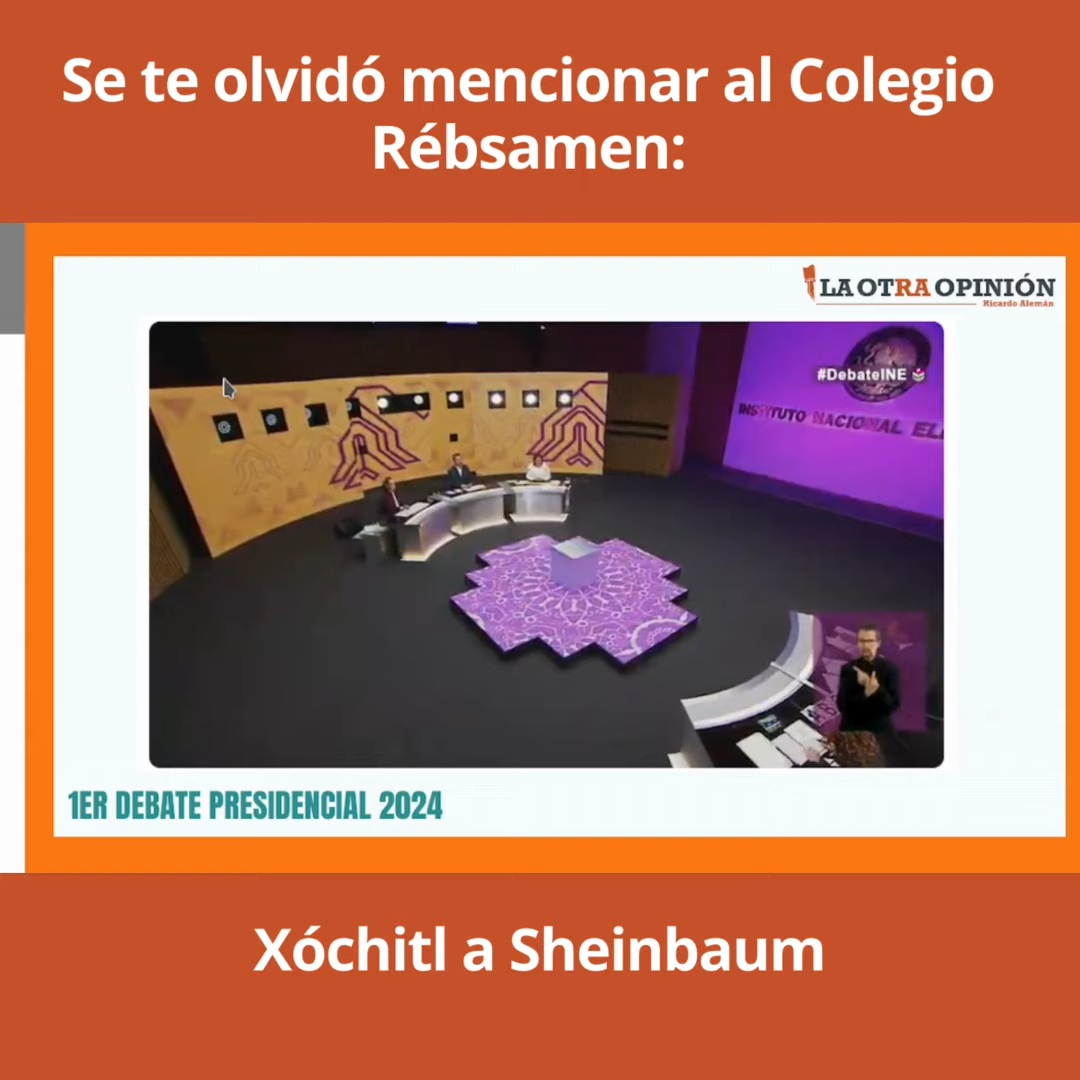 Se te olvidó mencionar al Colegio
Rébsamen:
LA OTRA OPINIÓN
Ricardo Alemán
#DebateINE
INSTITUTO NACIONAL EL
1ER DEBATE PRESIDENCIAL 2024
Xóchitl a Sheinbaum